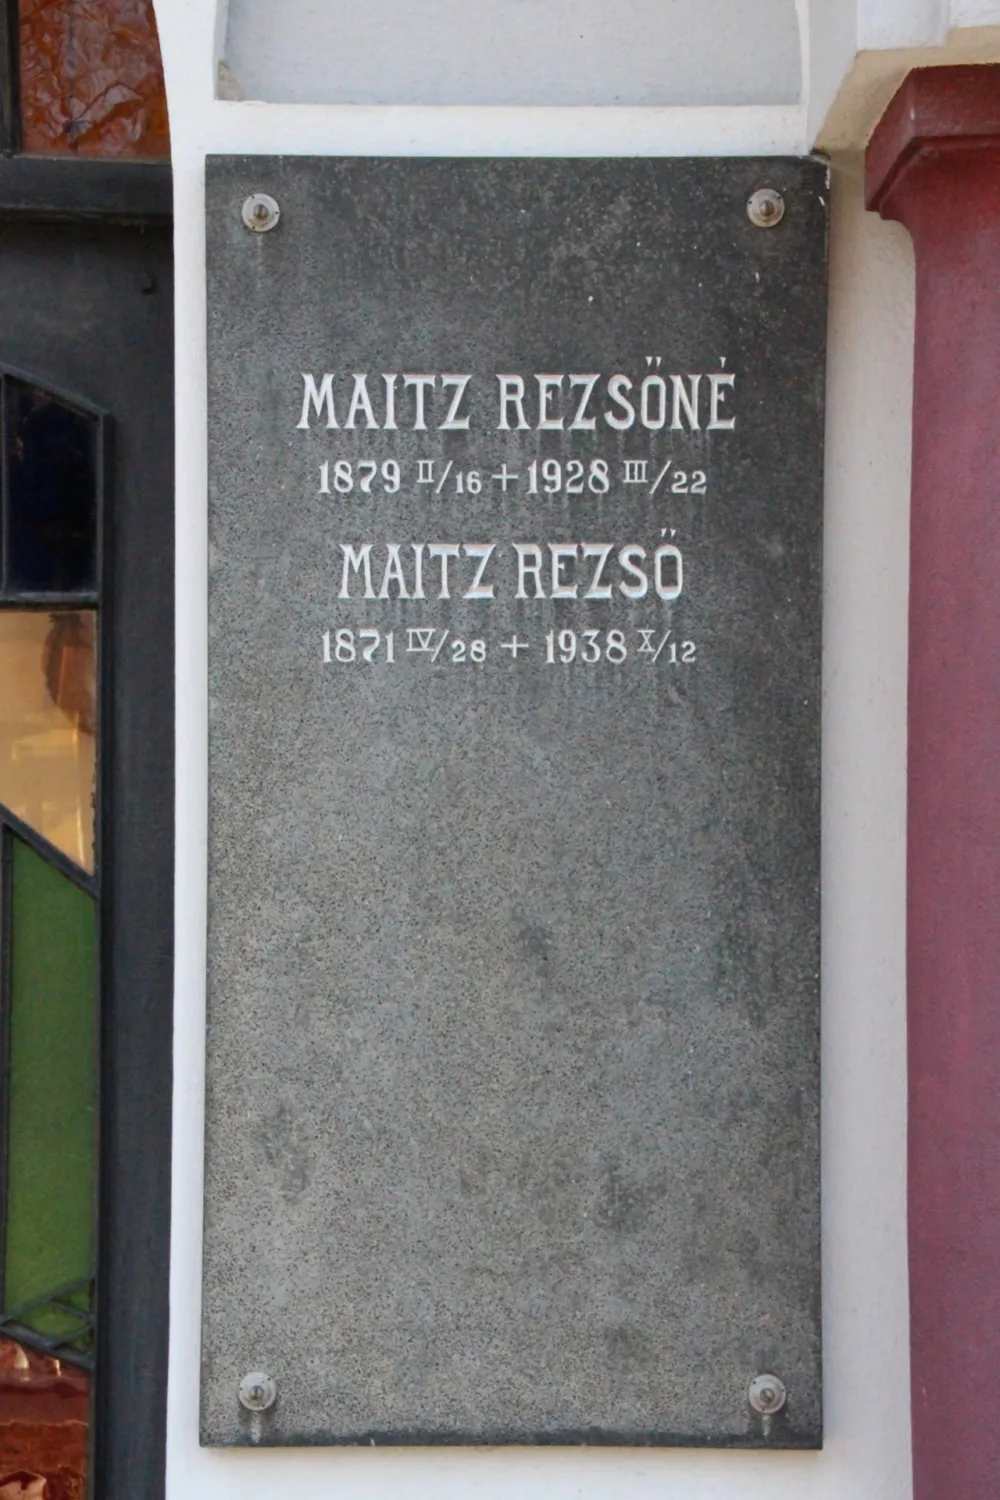 MAITZ REZSŐNÉ
1879 II/16 + 1928 III/22
MAITZ REZSŐ
1871 IV/28 + 1938 X/12